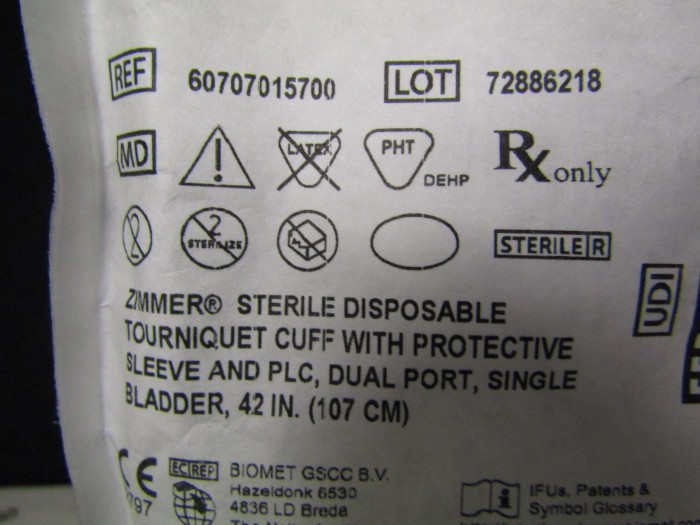 REF 60707015700 LOT 72886218
MD LATEX PHT DEHP Rx only
2 2 STERILIZE STERILE R
ZIMMER® STERILE DISPOSABLE
TOURNIQUET CUFF WITH PROTECTIVE
SLEEVE AND PLC, DUAL PORT, SINGLE
BLADDER, 42 IN. (107 CM)
UDI
CE EC REP BIOMET GSCC B.V.
Hazeldonk 6530
4836 LD Breda
IFUs, Patents &
Symbol Glossary